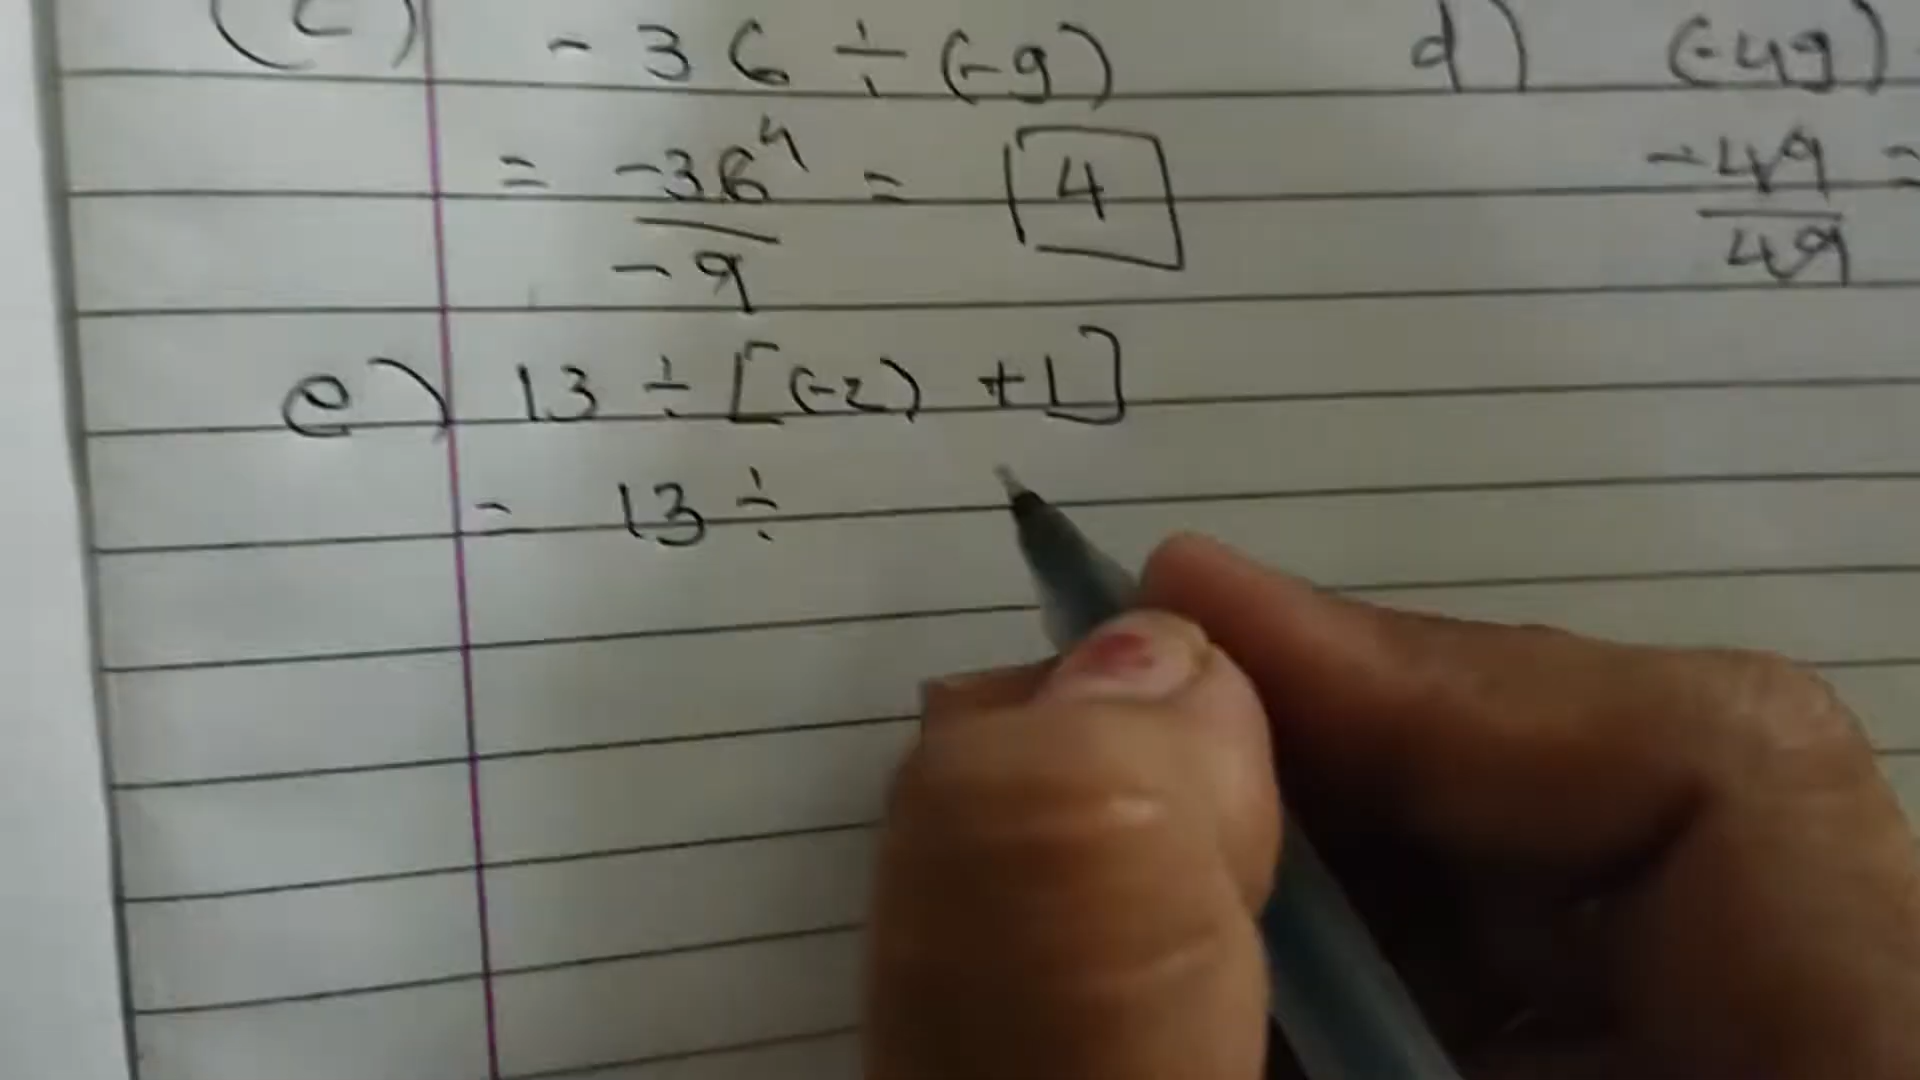 (c) -36 ÷ (-9)
= -36⁴/-9 = 4
d) (-49)
-49/49 =
e) 13 ÷ [(-2) + 1]
= 13 ÷